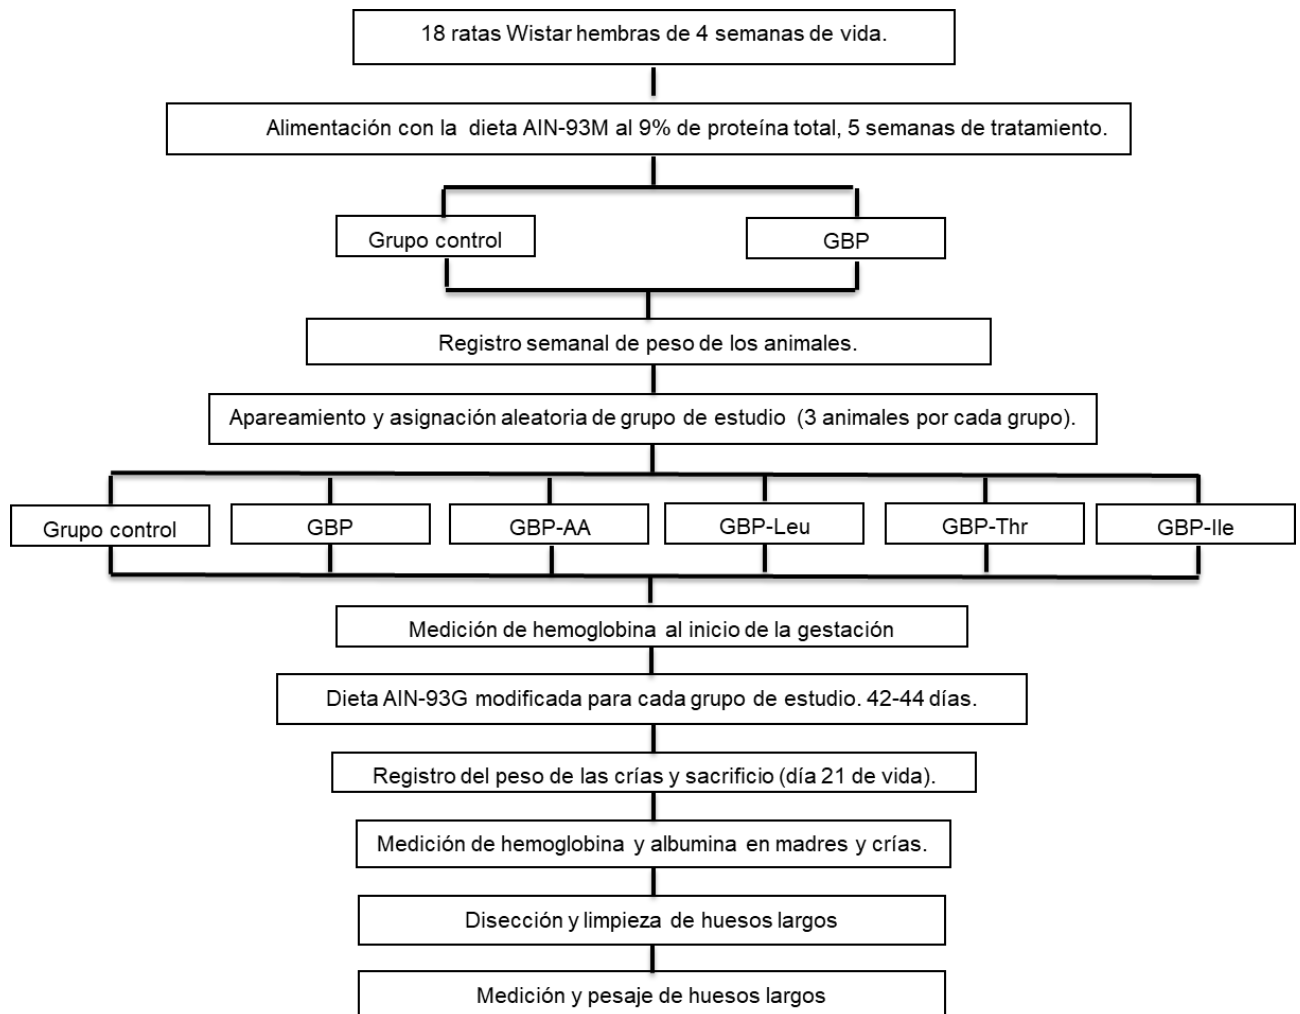 18 ratas Wistar hembras de 4 semanas de vida.
Alimentación con la dieta AIN-93M al 9% de proteína total, 5 semanas de tratamiento.
Grupo control
GBP
Registro semanal de peso de los animales.
Apareamiento y asignación aleatoria de grupo de estudio (3 animales por cada grupo).
Grupo control
GBP
GBP-AA
GBP-Leu
GBP-Thr
GBP-Ile
Medición de hemoglobina al inicio de la gestación
Dieta AIN-93G modificada para cada grupo de estudio. 42-44 días.
Registro del peso de las crías y sacrificio (día 21 de vida).
Medición de hemoglobina y albumina en madres y crías.
Disección y limpieza de huesos largos
Medición y pesaje de huesos largos